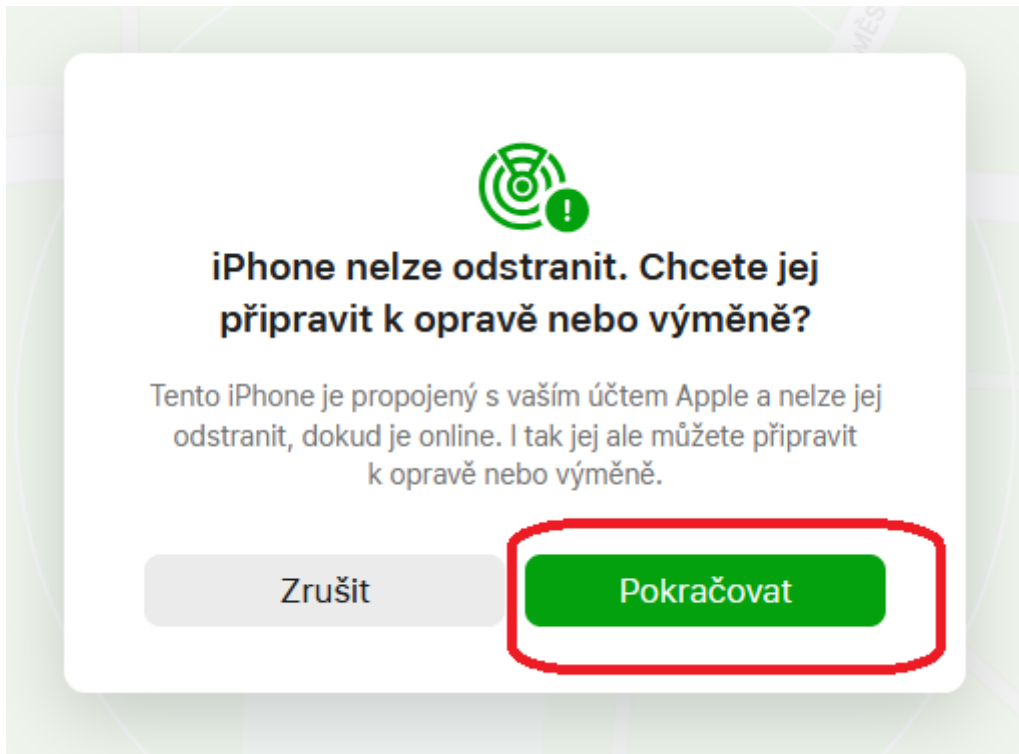 MĚS
iPhone nelze odstranit. Chcete jej
připravit k opravě nebo výměně?
Tento iPhone je propojený s vaším účtem Apple a nelze jej
odstranit, dokud je online. I tak jej ale můžete připravit
k opravě nebo výměně.
Zrušit
Pokračovat